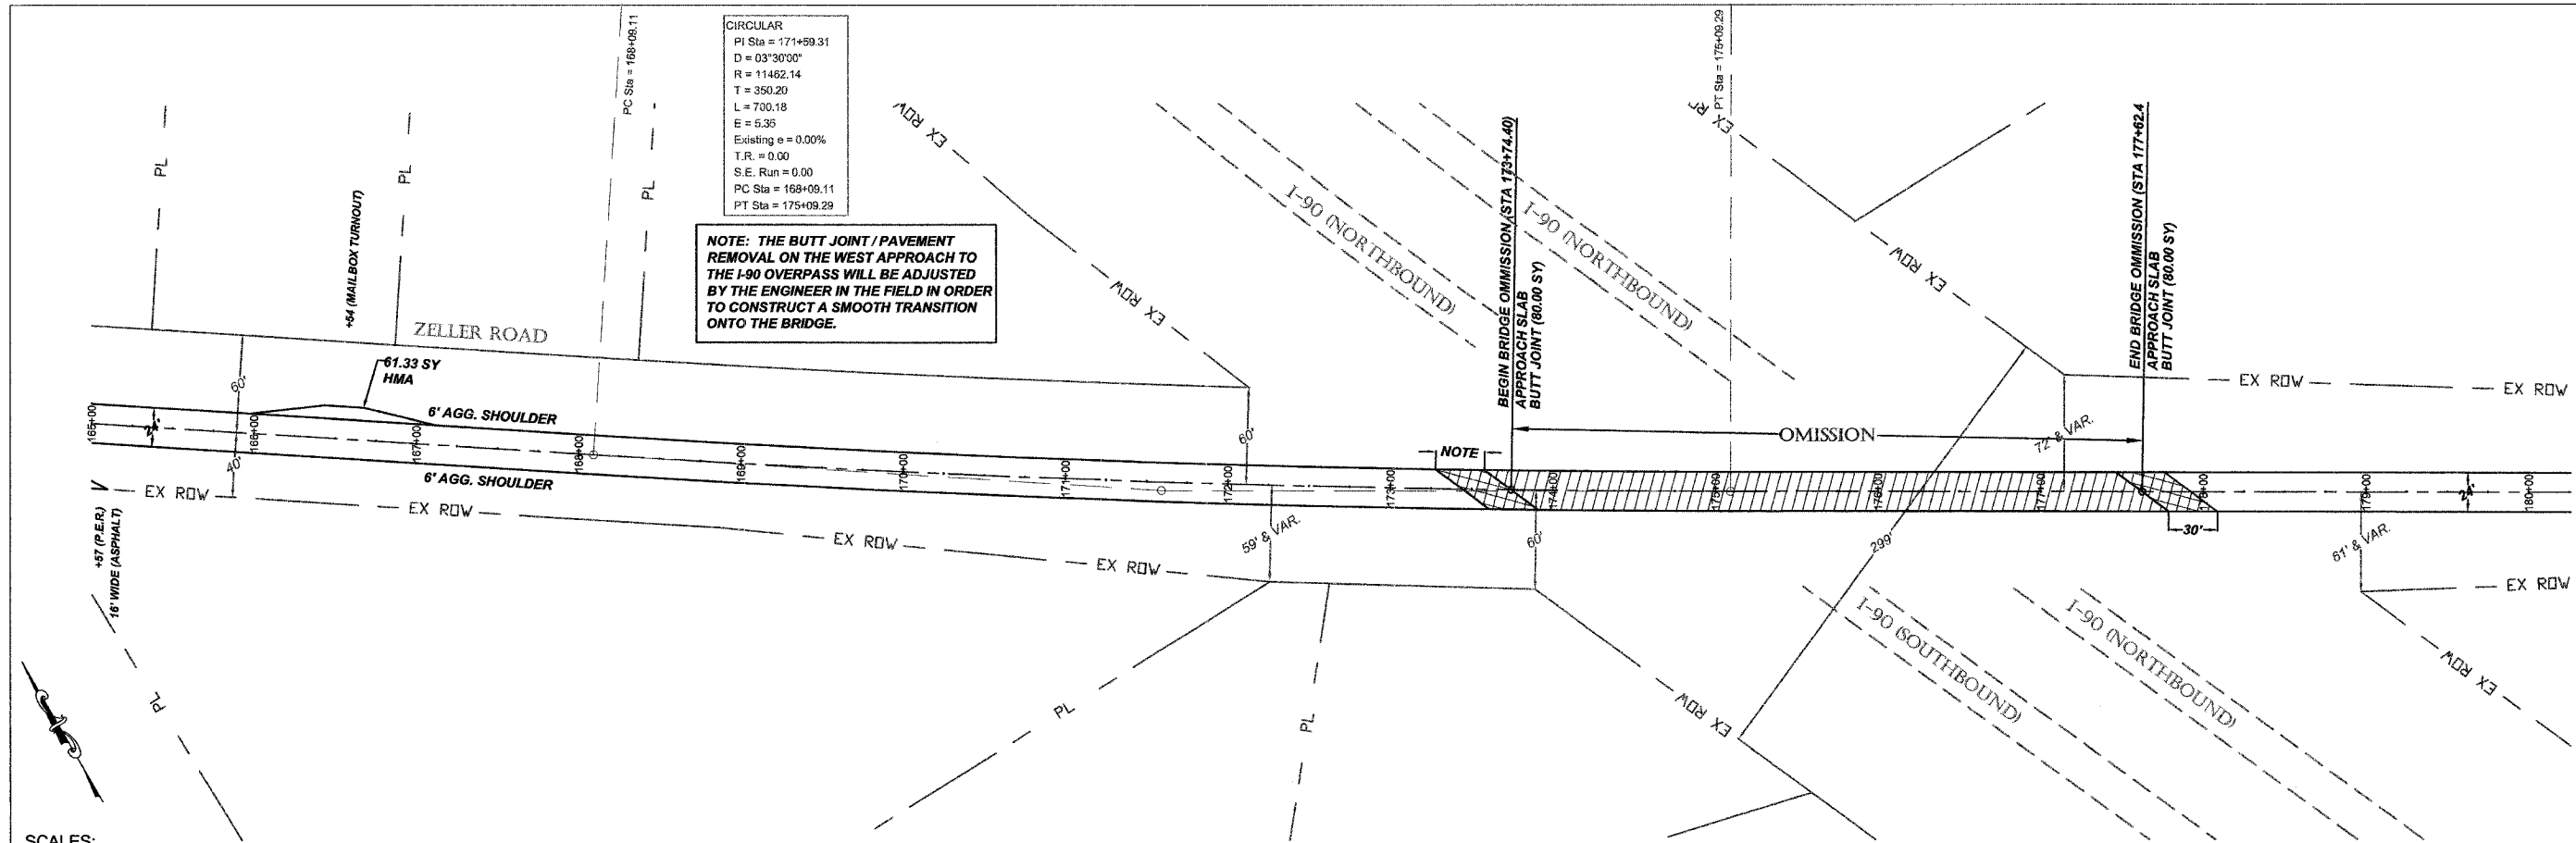 CIRCULAR
PI Sta = 171+59.31
D = 03°30'00"
R = 11462.14
T = 350.20
L = 700.18
E = 5.35
Existing e = 0.00%
T.R. = 0.00
S.E. Run = 0.00
PC Sta = 168+09.11
PT Sta = 175+09.29
NOTE: THE BUTT JOINT / PAVEMENT
REMOVAL ON THE WEST APPROACH TO
THE I-90 OVERPASS WILL BE ADJUSTED
BY THE ENGINEER IN THE FIELD IN ORDER
TO CONSTRUCT A SMOOTH TRANSITION
ONTO THE BRIDGE.
PC Sta = 168+09.11
PT Sta = 175+09.29
PL
PL
PL
+54 (MAILBOX TURNOUT)
ZELLER ROAD
61.33 SY
HMA
6' AGG. SHOULDER
6' AGG. SHOULDER
60'
40'
24'
165+00
166+00
167+00
168+00
169+00
170+00
171+00
172+00
173+00
174+00
175+00
176+00
177+00
178+00
179+00
180+00
EX ROW
EX ROW
EX ROW
EX ROW
EX ROW
EX ROW
+57 (P.E.R.)
16' WIDE (ASPHALT)
PL
60'
59' & VAR.
NOTE
60'
BEGIN BRIDGE OMMISSION (STA 173+74.40)
APPROACH SLAB
BUTT JOINT (80.00 SY)
I-90 (NORTHBOUND)
I-90 (NORTHBOUND)
EX
EX ROW
OMISSION
72' & VAR.
END BRIDGE OMMISSION (STA 177+62.4
APPROACH SLAB
BUTT JOINT (80.00 SY)
EX ROW
EX ROW
299'
30'
24'
61' & VAR.
EX ROW
EX ROW
I-90 (SOUTHBOUND)
I-90 (NORTHBOUND)
EX ROW
PL
PL
SCALES: